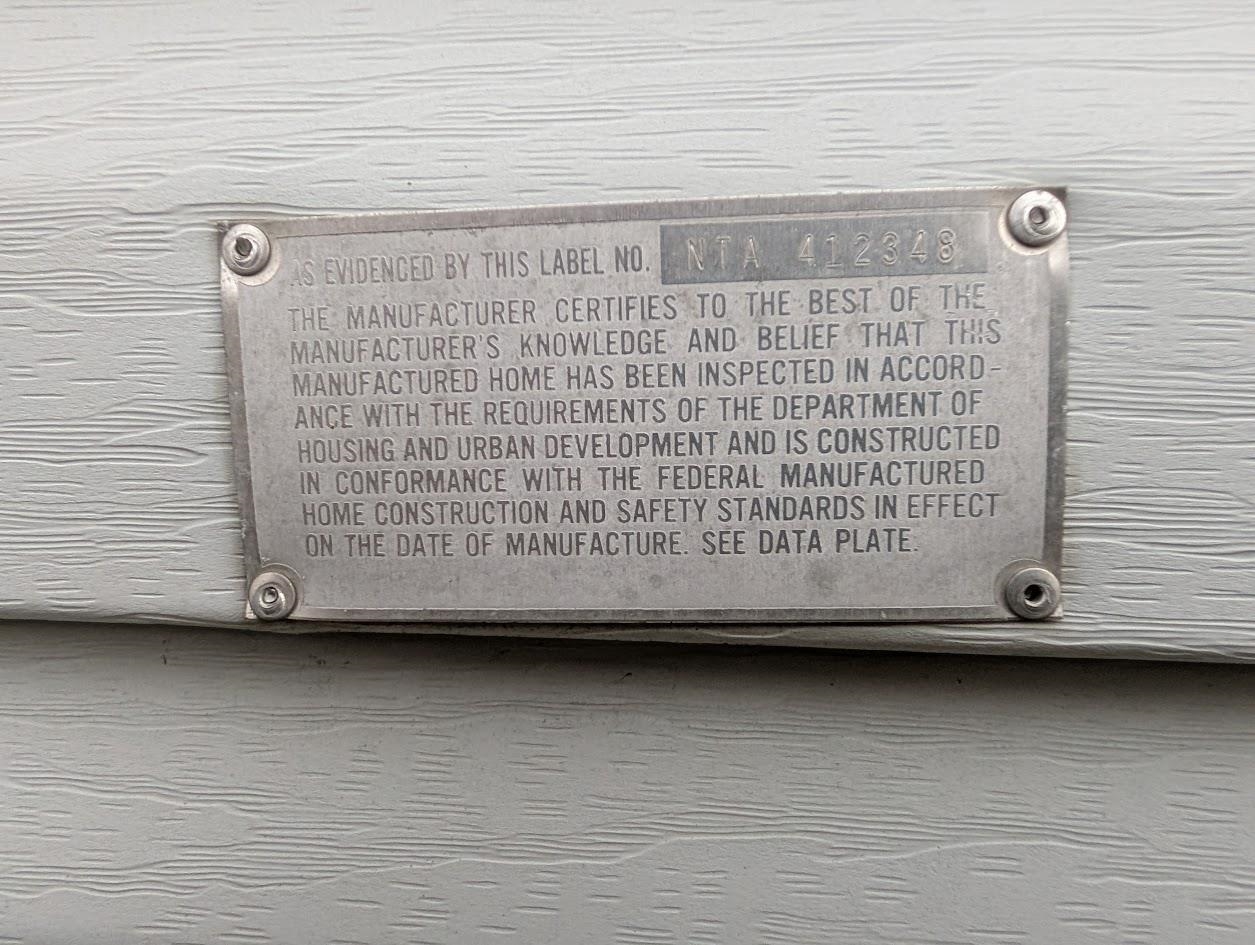 AS EVIDENCED BY THIS LABEL NO. NTA 412348
THE MANUFACTURER CERTIFIES TO THE BEST OF THE
MANUFACTURER'S KNOWLEDGE AND BELIEF THAT THIS
MANUFACTURED HOME HAS BEEN INSPECTED IN ACCORD-
ANCE WITH THE REQUIREMENTS OF THE DEPARTMENT OF
HOUSING AND URBAN DEVELOPMENT AND IS CONSTRUCTED
IN CONFORMANCE WITH THE FEDERAL MANUFACTURED
HOME CONSTRUCTION AND SAFETY STANDARDS IN EFFECT
ON THE DATE OF MANUFACTURE. SEE DATA PLATE.